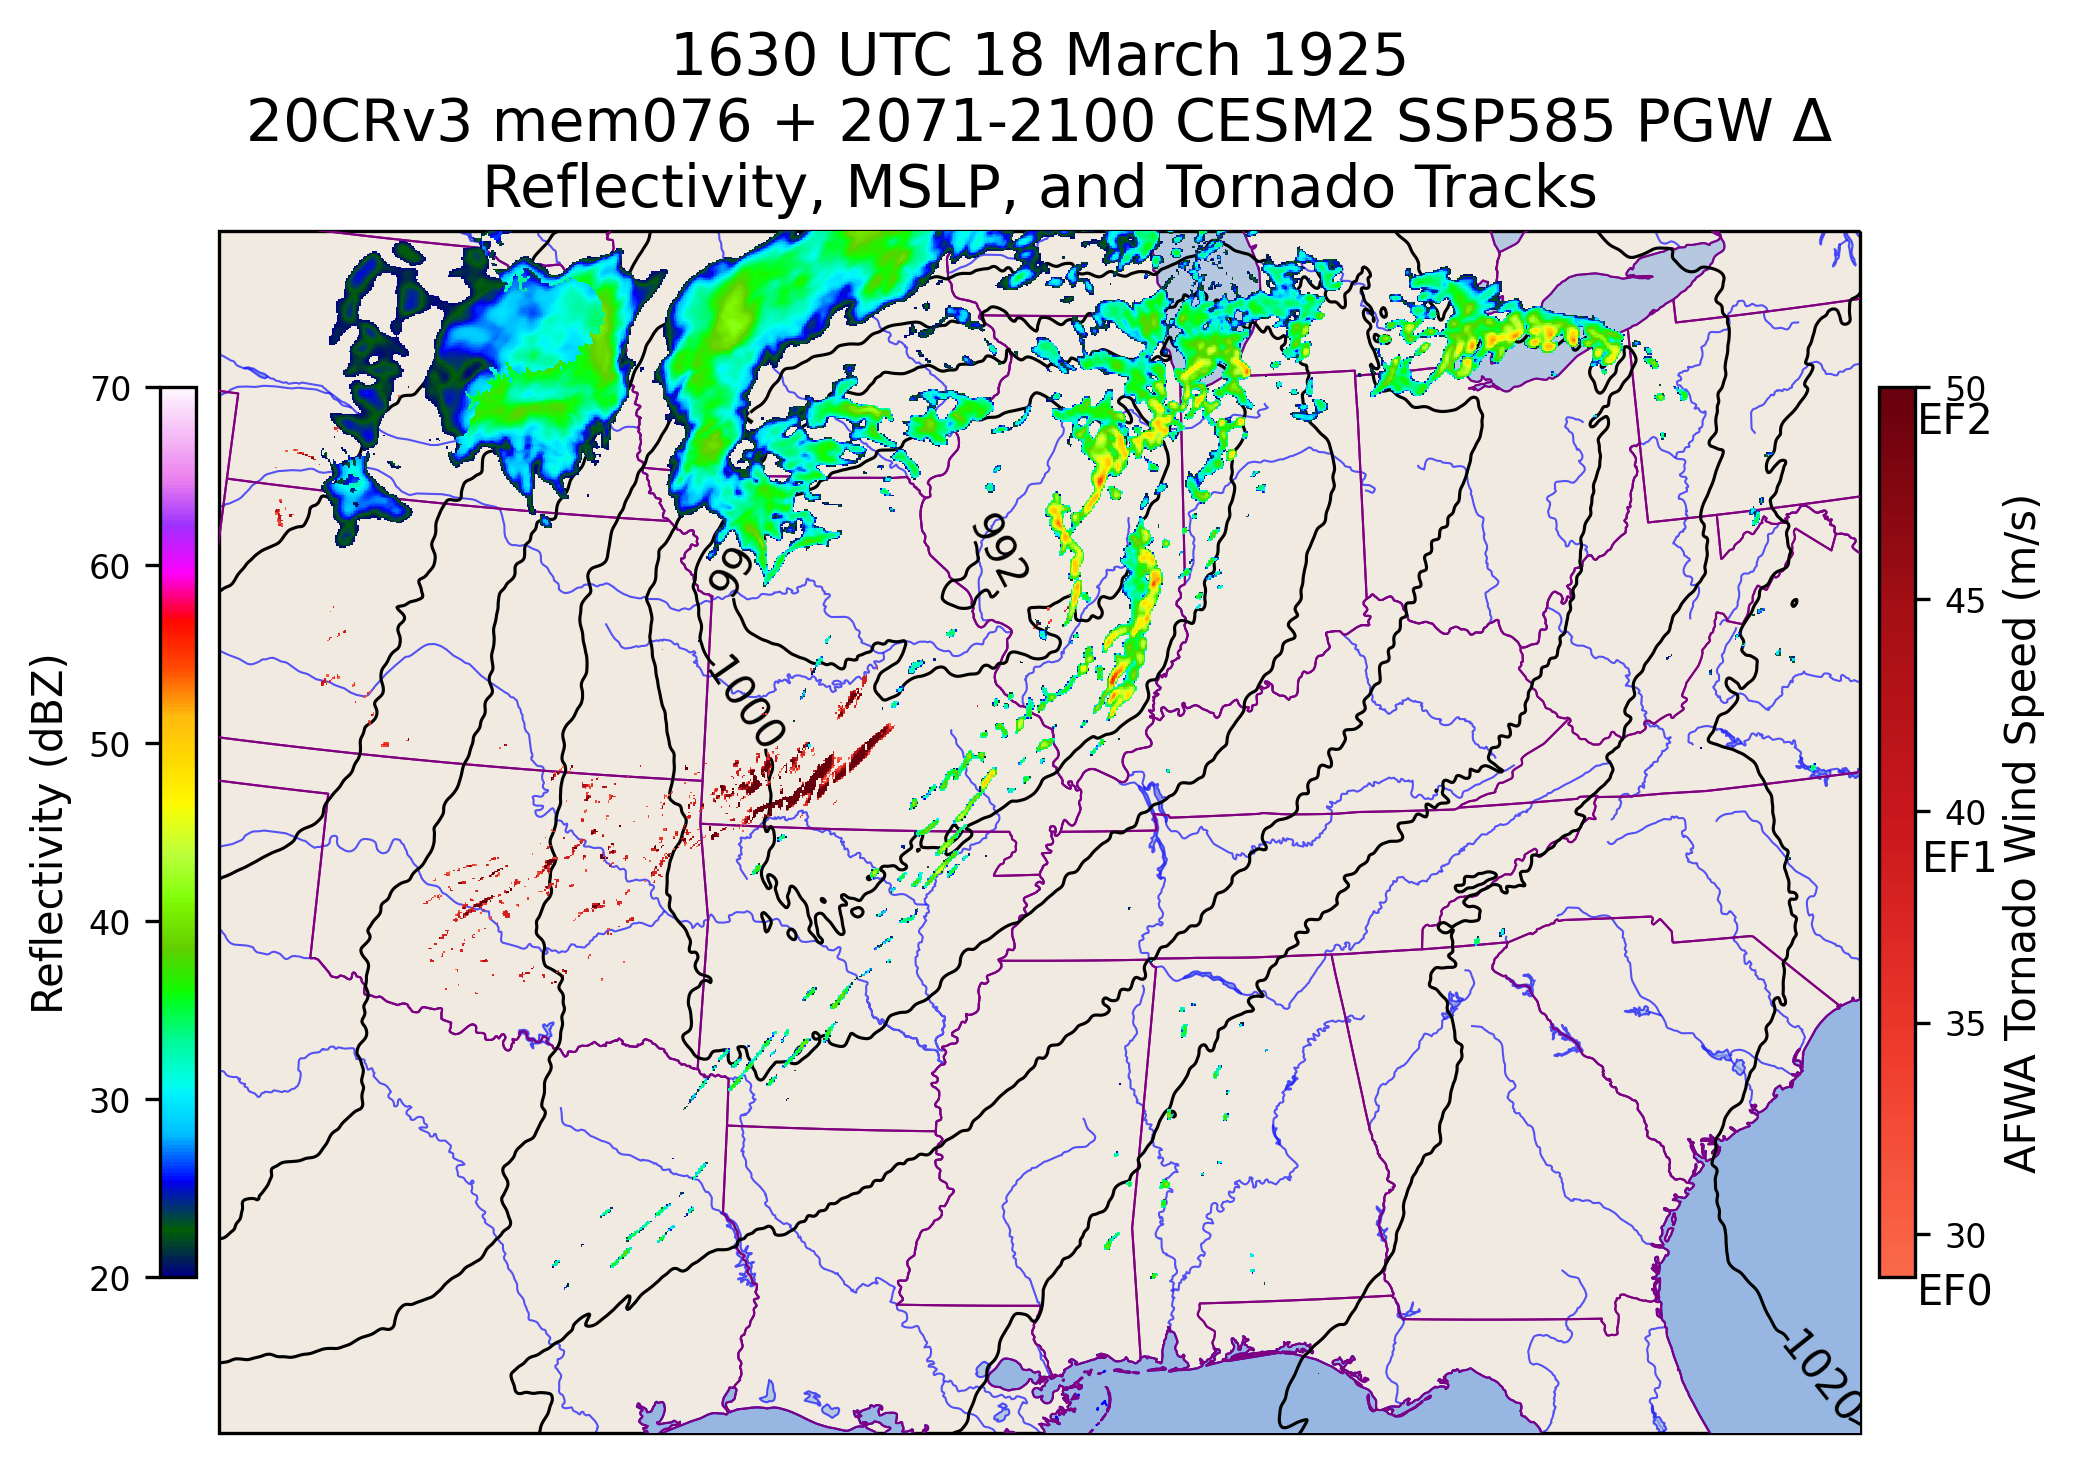 1630 UTC 18 March 1925
20CRv3 mem076 + 2071-2100 CESM2 SSP585 PGW Δ
Reflectivity, MSLP, and Tornado Tracks
70
60
50
40
30
20
Reflectivity (dBZ)
99
992
1000
1020
50
EF2
45
40
EF1
35
30
EF0
AFWA Tornado Wind Speed (m/s)